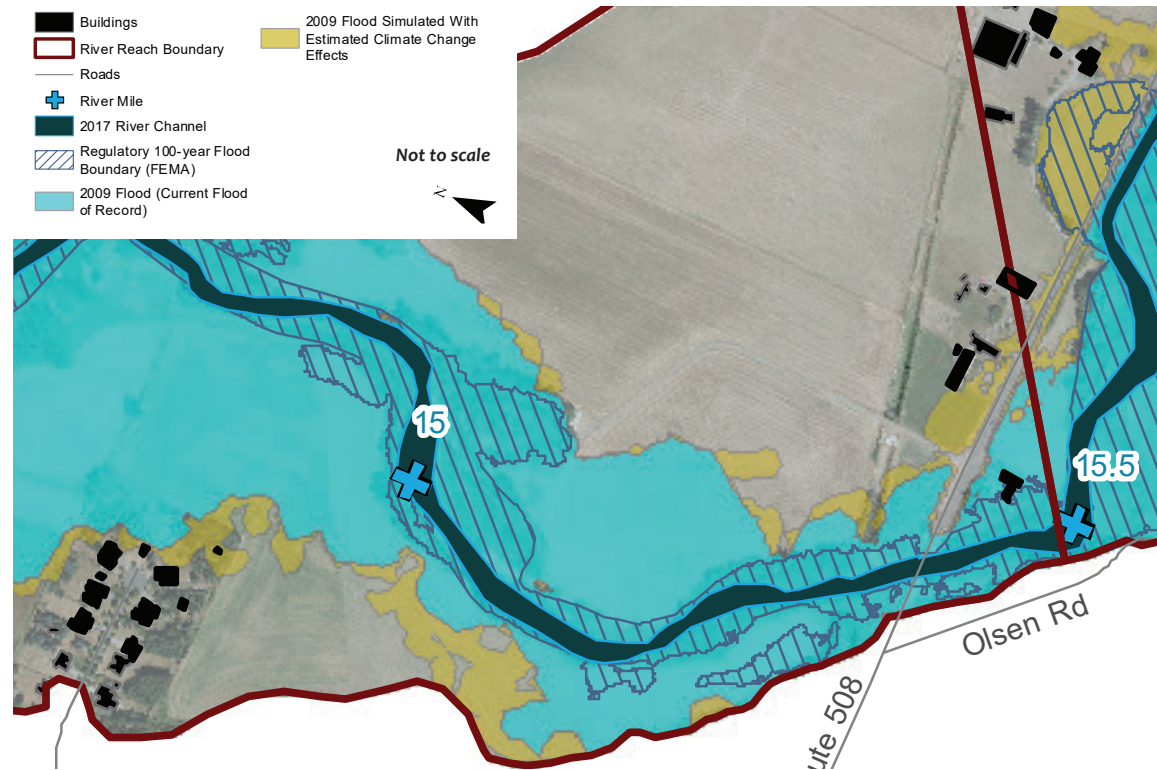 Buildings
River Reach Boundary
Roads
River Mile
2017 River Channel
Regulatory 100-year Flood
Boundary (FEMA)
2009 Flood (Current Flood
of Record)
2009 Flood Simulated With
Estimated Climate Change
Effects
Not to scale
N
15
15.5
Olsen Rd
ute 508